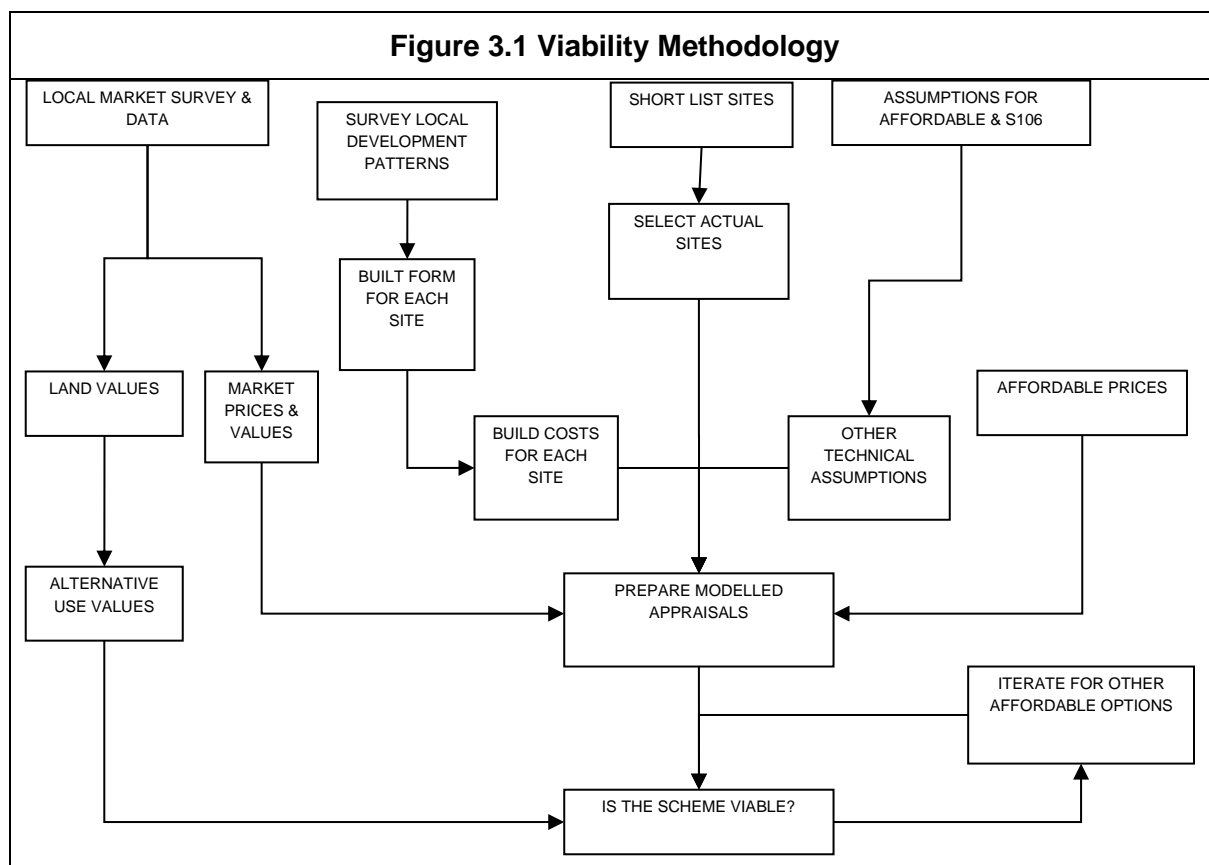 Figure 3.1 Viability Methodology
LOCAL MARKET SURVEY &
DATA
SURVEY LOCAL
DEVELOPMENT
PATTERNS
SHORT LIST SITES
ASSUMPTIONS FOR
AFFORDABLE & S106
SELECT ACTUAL
SITES
BUILT FORM
FOR EACH
SITE
LAND VALUES
MARKET
PRICES &
VALUES
AFFORDABLE PRICES
BUILD COSTS
FOR EACH
SITE
OTHER
TECHNICAL
ASSUMPTIONS
ALTERNATIVE
USE VALUES
PREPARE MODELLED
APPRAISALS
ITERATE FOR OTHER
AFFORDABLE OPTIONS
IS THE SCHEME VIABLE?